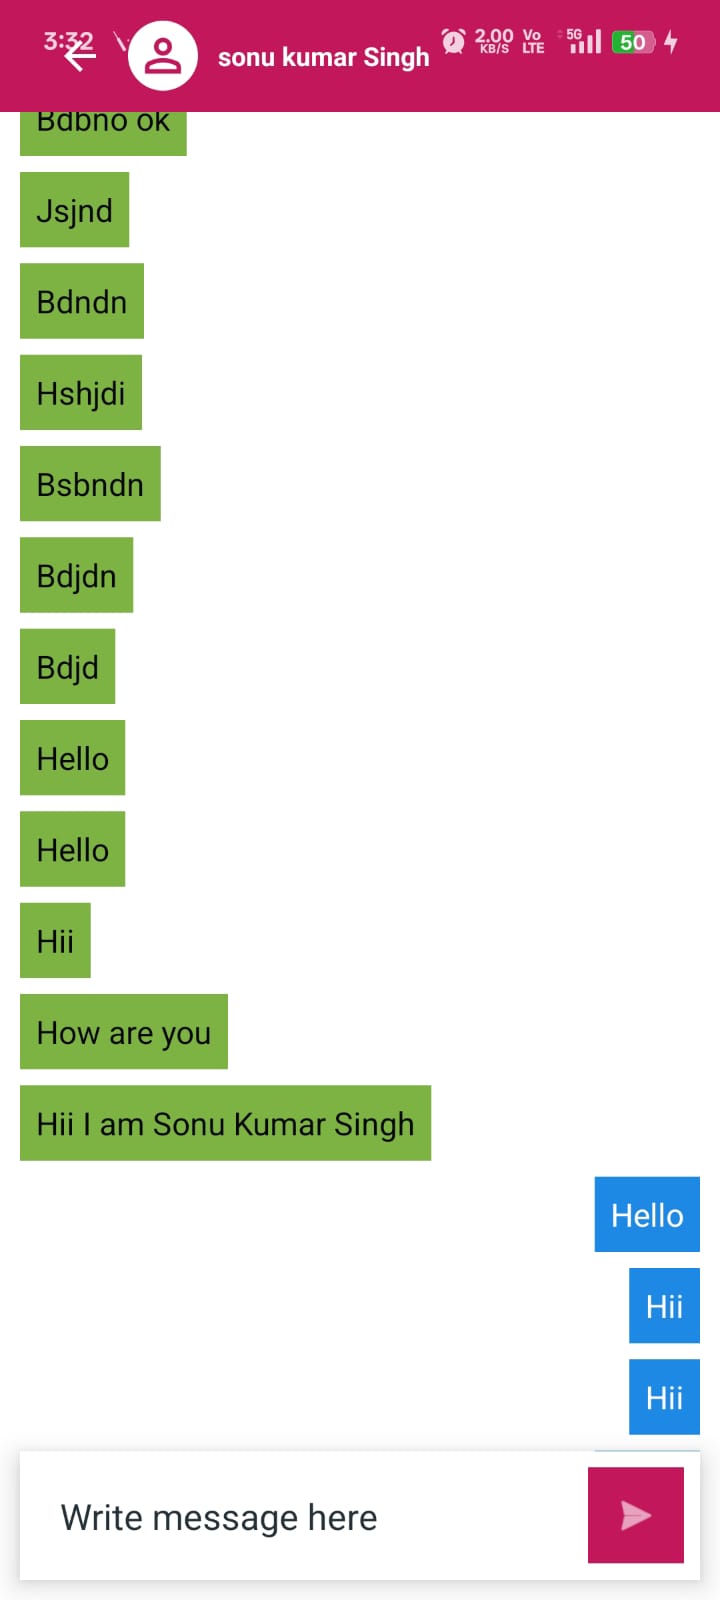 3:32
2.00
KB/S
Vo
LTE
5G
50
sonu kumar Singh
Bdbno ok
Jsjnd
Bdndn
Hshjdi
Bsbndn
Bdjdn
Bdjd
Hello
Hello
Hii
How are you
Hii I am Sonu Kumar Singh
Hello
Hii
Hii
Write message here